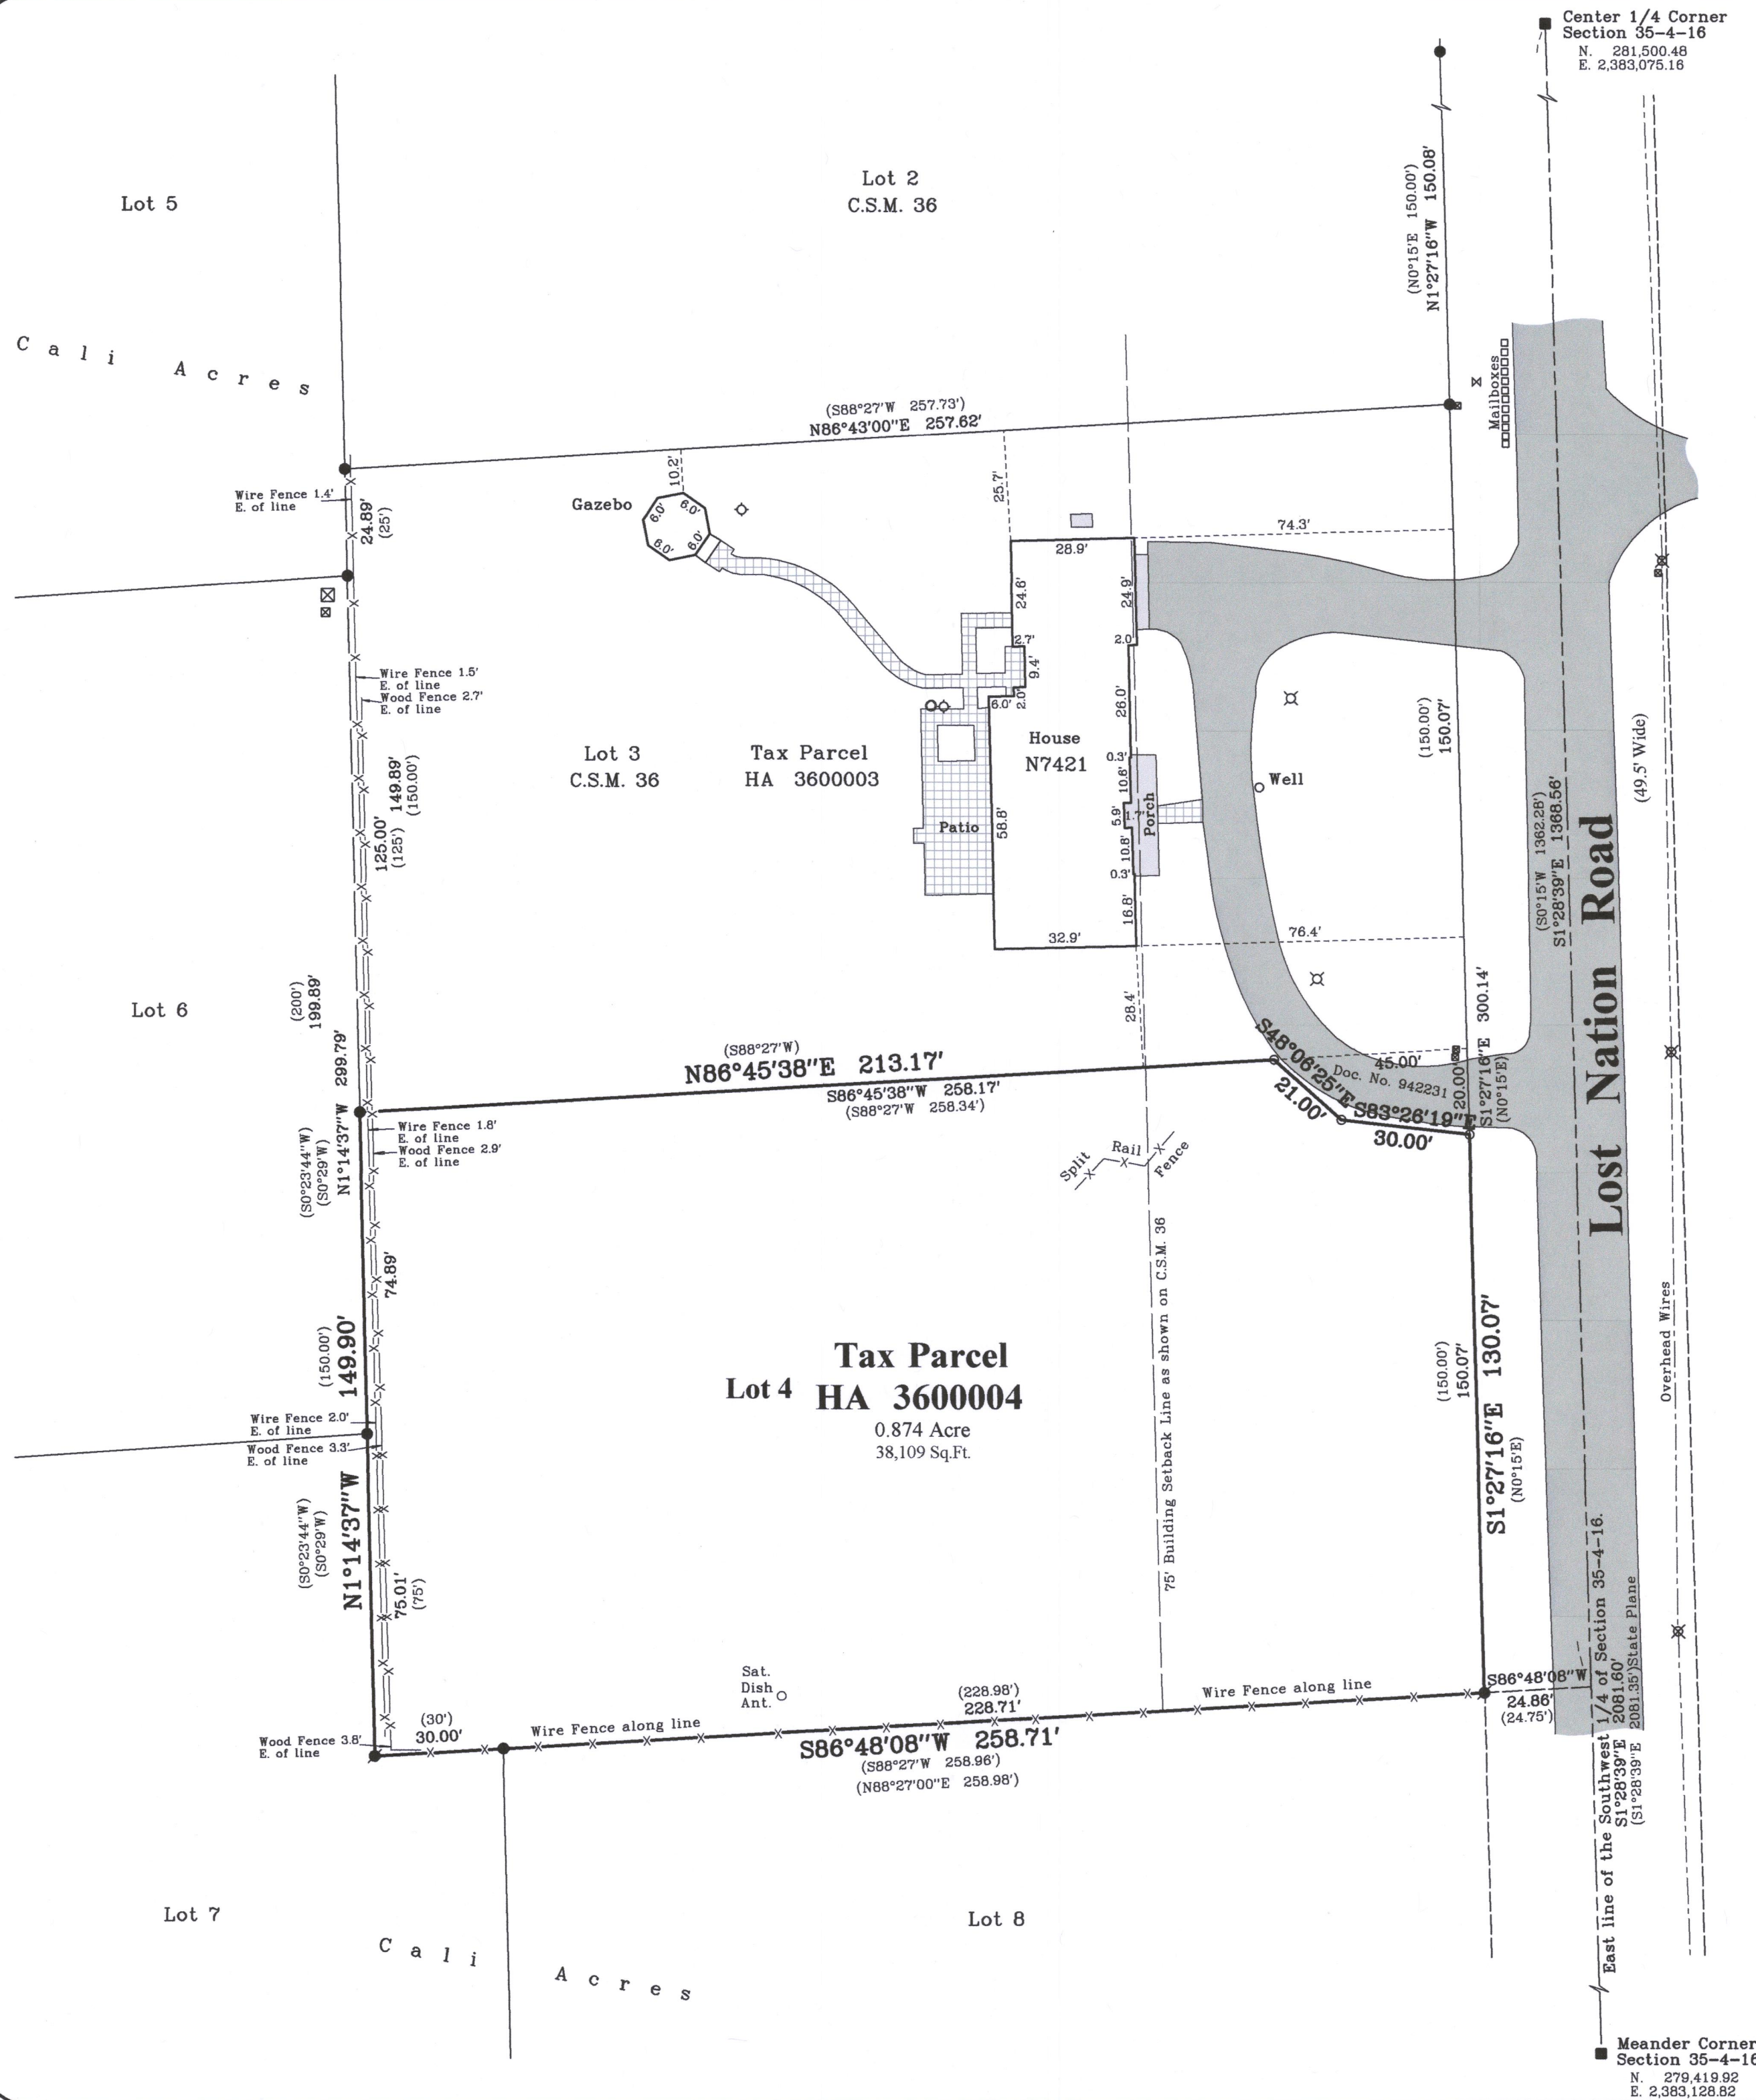 Center 1/4 Corner
Section 35-4-16
N. 281,500.48
E. 2,383,075.16
Lot 5
Lot 2
C.S.M. 36
(N0°15'E 150.00')
N1°27'16"W 150.08'
Cali Acres
Mailboxes
(S88°27'W 257.73')
N86°43'00"E 257.62'
Wire Fence 1.4'
E. of line
24.89'
(25')
Gazebo
10.2'
6.0'
6.0'
6.0'
6.0'
25.7'
74.3'
28.9'
24.6'
24.9'
2.7'
2.0'
9.4'
2.0'
6.0'
26.0'
Wire Fence 1.5'
E. of line
Wood Fence 2.7'
E. of line
Lot 3
C.S.M. 36
Tax Parcel
HA 3600003
House
N7421
Patio
58.8'
0.3'
10.8'
5.9'
1.7'
10.8'
0.3'
16.8'
Porch
Well
32.9'
76.4'
28.4'
(150.00')
150.07'
(49.5' Wide)
(S0°15'W 1362.28')
S1°28'39"E 1368.56'
Lost Nation Road
149.89'
(150.00')
125.00'
(125')
Lot 6
(200')
199.89'
N1°14'37"W 299.79'
(S0°23'44"W)
(S0°29'W)
(S88°27'W)
N86°45'38"E 213.17'
S86°45'38"W 258.17'
(S88°27'W 258.34')
S48°06'25"E
21.00'
45.00'
Doc. No. 942231
S83°26'19"E
30.00'
20.00'
S1°27'16"E 300.14'
(N0°15'E)
Wire Fence 1.8'
E. of line
Wood Fence 2.9'
E. of line
Split Rail Fence
75' Building Setback Line as shown on C.S.M. 36
74.89'
(150.00')
149.90'
Tax Parcel
Lot 4 HA 3600004
0.874 Acre
38,109 Sq.Ft.
(150.00')
150.07'
S1°27'16"E 130.07'
(N0°15'E)
Overhead Wires
Wire Fence 2.0'
E. of line
Wood Fence 3.3'
E. of line
(S0°23'44"W)
(S0°29'W)
N1°14'37"W
75.01'
(75')
Sat.
Dish
Ant.
(228.98')
228.71'
Wire Fence along line
S86°48'08"W
24.86'
(24.75')
Wood Fence 3.8'
E. of line
(30')
30.00'
Wire Fence along line
S86°48'08"W 258.71'
(S88°27'W 258.96')
(N88°27'00"E 258.98')
East line of the Southwest 1/4 of Section 35-4-16.
S1°28'39"E 2081.60'
(S1°28'39"E 2081.35')State Plane
Lot 7
Lot 8
Cali Acres
Meander Corner
Section 35-4-16
N. 279,419.92
E. 2,383,128.82